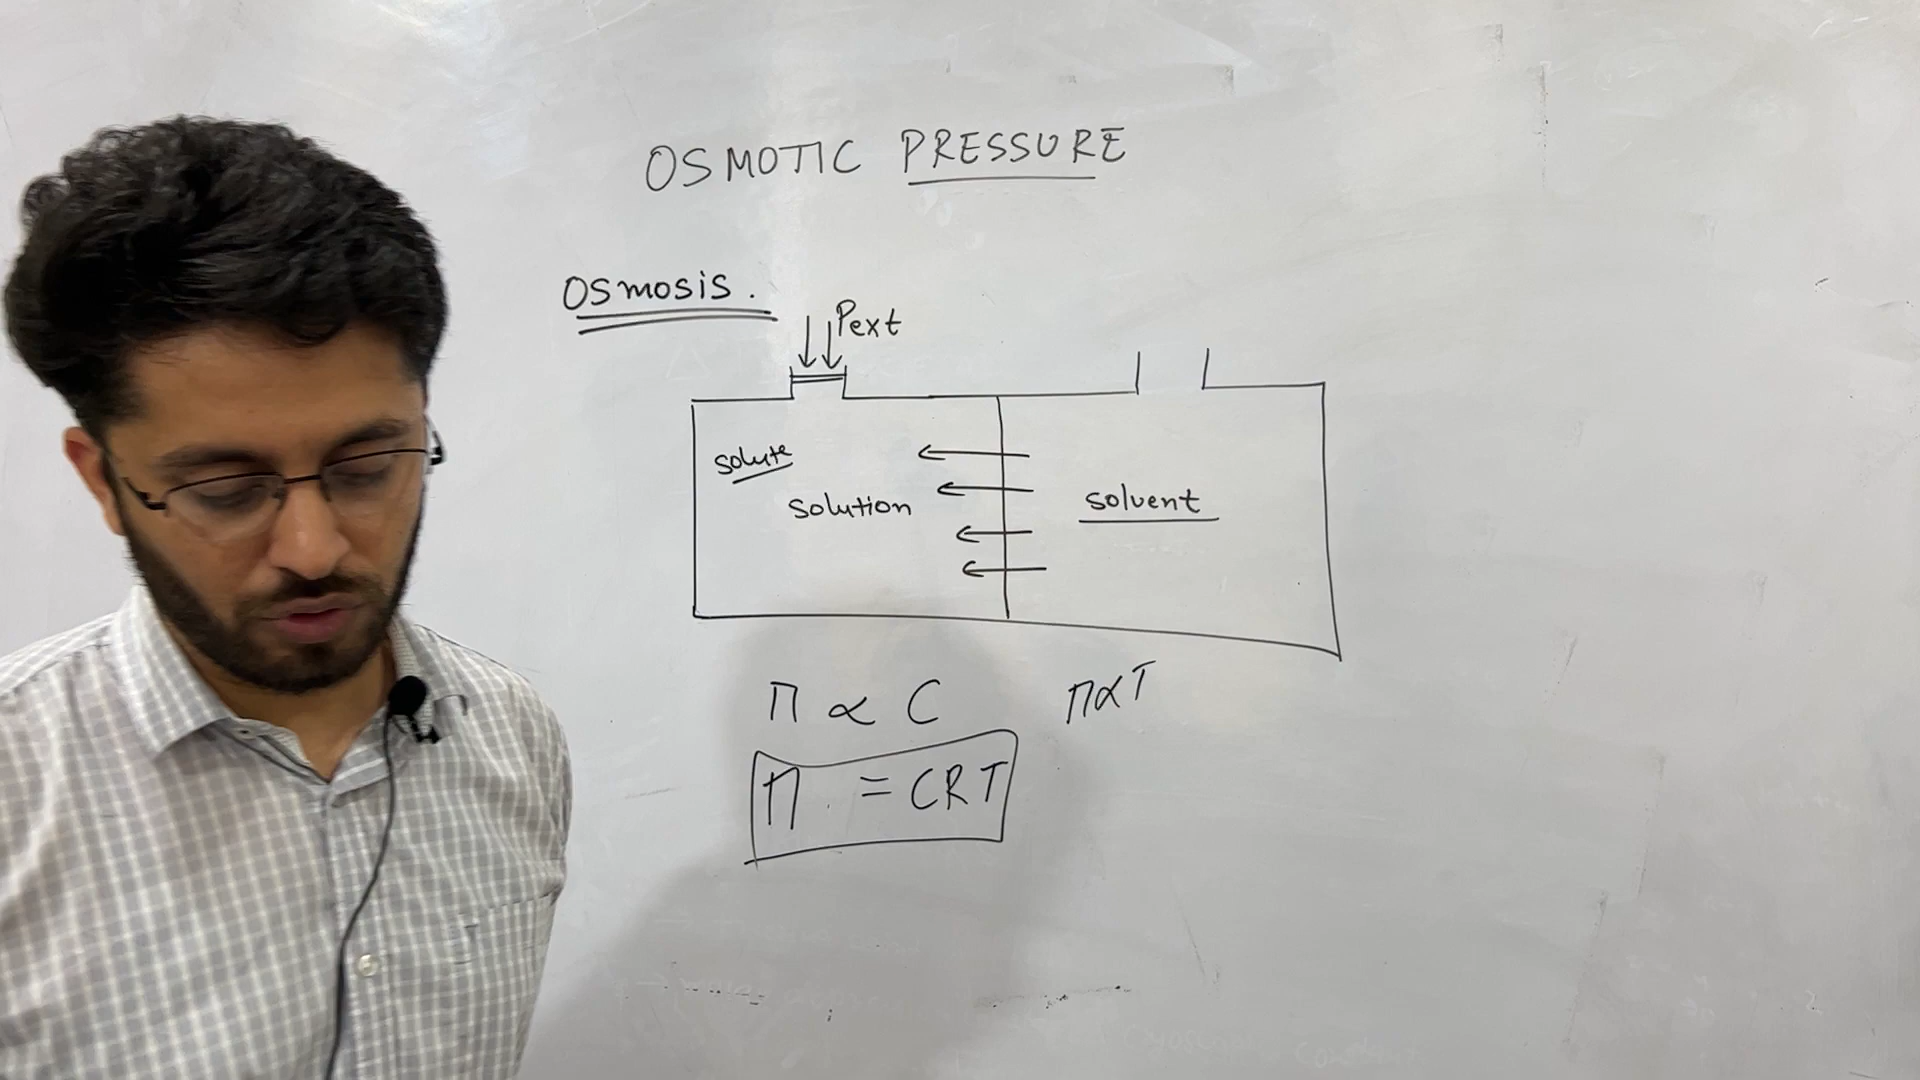 OSMOTIC PRESSURE
Osmosis.
Pext
solute
solution
solvent
Π ∝ C
Π ∝ T
Π = CRT